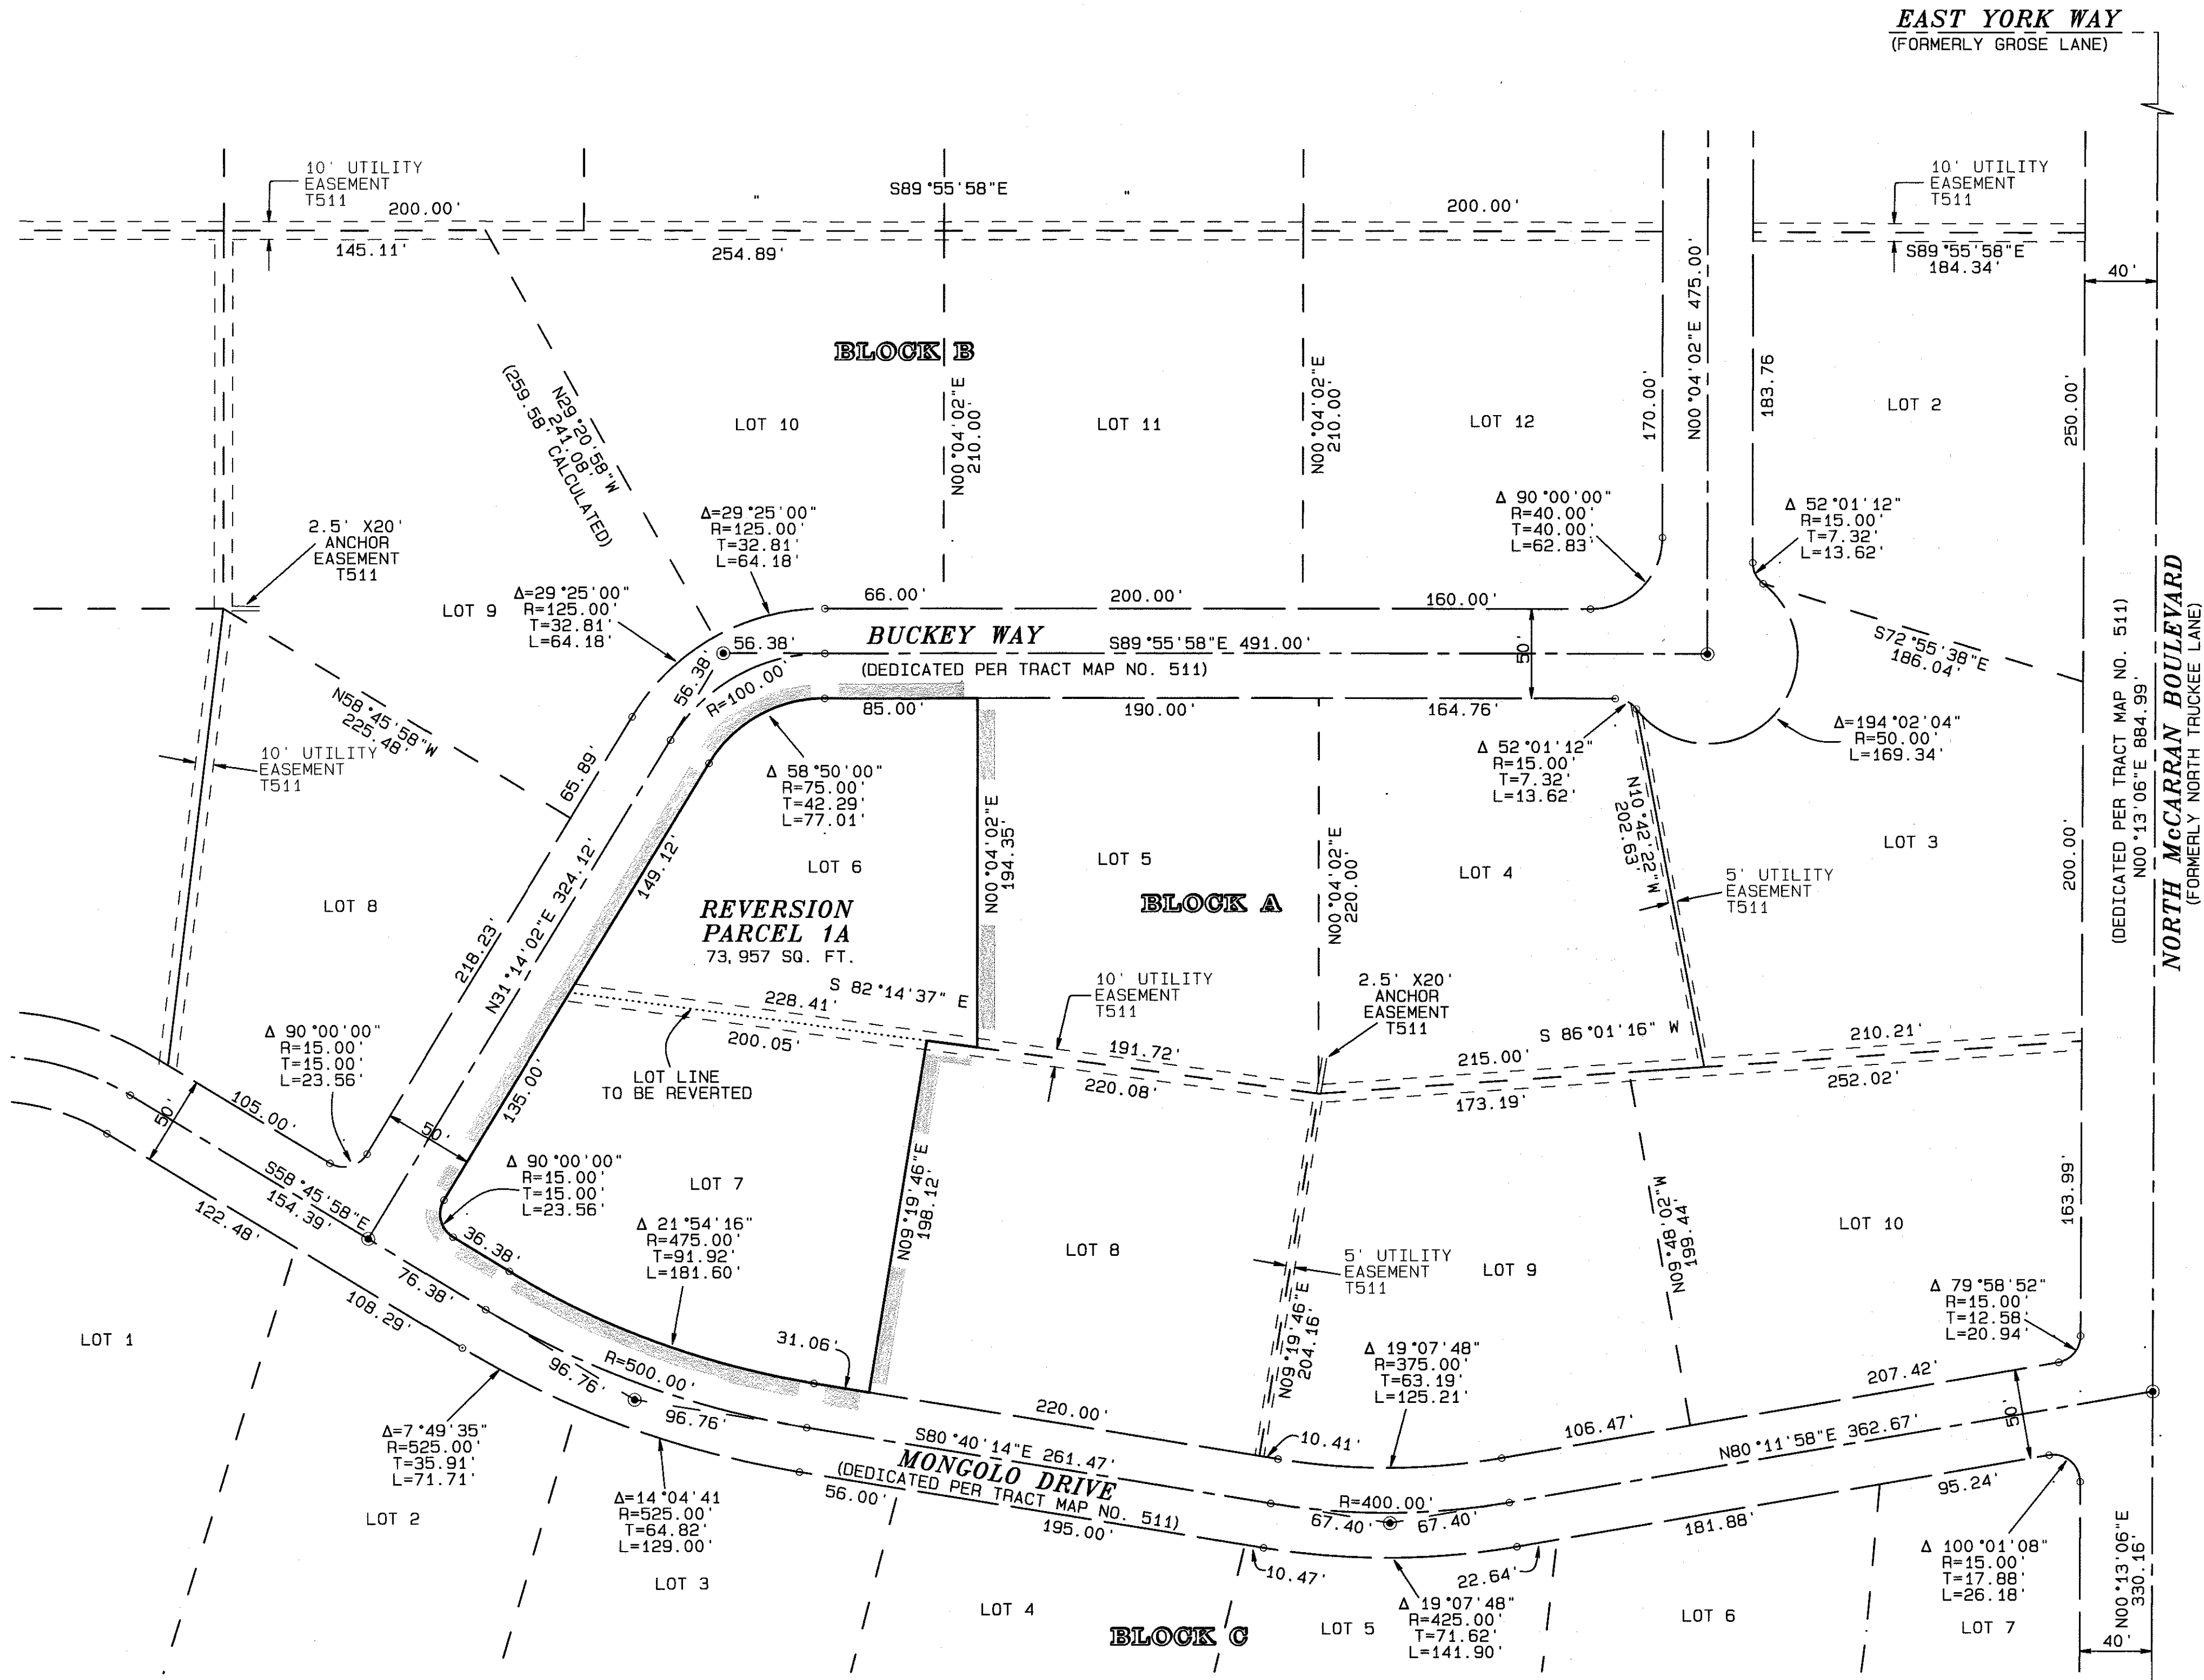 EAST YORK WAY
(FORMERLY GROSE LANE)
10' UTILITY
EASEMENT
T511
200.00'
"
S89°55'58"E
"
200.00'
10' UTILITY
EASEMENT
T511
145.11'
254.89'
S89°55'58"E
184.34'
40'
N00°04'02"E 475.00'
BLOCK B
N29°20'58"W
241.08'
(259.58' CALCULATED)
LOT 10
N00°04'02"E
210.00'
LOT 11
N00°04'02"E
210.00'
LOT 12
170.00'
183.76
LOT 2
250.00'
2.5' X20'
ANCHOR
EASEMENT
T511
Δ=29°25'00"
R=125.00'
T=32.81'
L=64.18'
Δ 90°00'00"
R=40.00'
T=40.00'
L=62.83'
Δ 52°01'12"
R=15.00'
T=7.32'
L=13.62'
LOT 9
Δ=29°25'00"
R=125.00'
T=32.81'
L=64.18'
66.00'
200.00'
160.00'
BUCKEY WAY
56.38'
S89°55'58"E 491.00'
(DEDICATED PER TRACT MAP NO. 511)
50'
56.38'
R=100.00'
S72°55'38"E
186.04'
(DEDICATED PER TRACT MAP NO. 511)
N00°13'06"E 884.99'
NORTH McCARRAN BOULEVARD
(FORMERLY NORTH TRUCKEE LANE)
N58°45'58"W
225.48'
85.00'
190.00'
164.76'
Δ=194°02'04"
R=50.00'
L=169.34'
10' UTILITY
EASEMENT
T511
65.89'
Δ 58°50'00"
R=75.00'
T=42.29'
L=77.01'
Δ 52°01'12"
R=15.00'
T=7.32'
L=13.62'
N10°42'22"W
202.63'
LOT 8
218.23'
N31°14'02"E 324.12'
149.12'
LOT 6
REVERSION
PARCEL 1A
73,957 SQ. FT.
N00°04'02"E
194.35'
LOT 5
BLOCK A
N00°04'02"E
220.00'
LOT 4
5' UTILITY
EASEMENT
T511
LOT 3
200.00'
S 82°14'37" E
228.41'
200.05'
LOT LINE
TO BE REVERTED
10' UTILITY
EASEMENT
T511
2.5' X20'
ANCHOR
EASEMENT
T511
S 86°01'16" W
191.72'
220.08'
215.00'
173.19'
210.21'
252.02'
Δ 90°00'00"
R=15.00'
T=15.00'
L=23.56'
105.00'
50'
50'
135.00'
S58°45'58"E
154.39'
122.48'
Δ 90°00'00"
R=15.00'
T=15.00'
L=23.56'
LOT 7
36.38'
Δ 21°54'16"
R=475.00'
T=91.92'
L=181.60'
N09°19'46"E
198.12'
LOT 8
5' UTILITY
EASEMENT
T511
N09°19'46"E
204.16'
LOT 9
N09°48'02"W
199.44'
LOT 10
163.99'
Δ 79°58'52"
R=15.00'
T=12.58'
L=20.94'
LOT 1
76.38'
108.29'
31.06'
Δ 19°07'48"
R=375.00'
T=63.19'
L=125.21'
207.42'
96.76'
R=500.00'
96.76'
220.00'
S80°40'14"E 261.47'
MONGOLO DRIVE
(DEDICATED PER TRACT MAP NO. 511)
10.41'
106.47'
N80°11'58"E 362.67'
50'
Δ=7°49'35"
R=525.00'
T=35.91'
L=71.71'
Δ=14°04'41
R=525.00'
T=64.82'
L=129.00'
56.00'
195.00'
R=400.00'
67.40'
67.40'
95.24'
181.88'
LOT 2
LOT 3
LOT 4
10.47'
22.64'
Δ 19°07'48"
R=425.00'
T=71.62'
L=141.90'
Δ 100°01'08"
R=15.00'
T=17.88'
L=26.18'
N00°13'06"E
330.16'
BLOCK C
LOT 5
LOT 6
LOT 7
40'